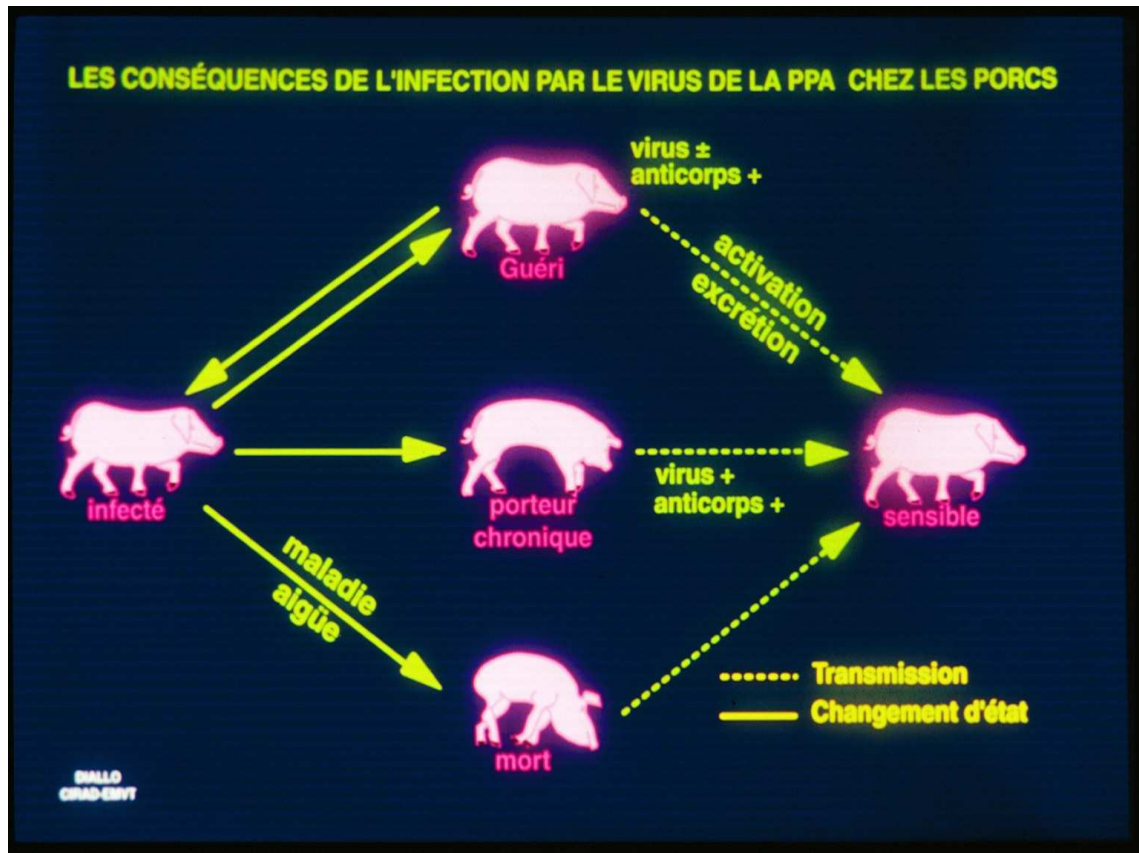 LES CONSÉQUENCES DE L'INFECTION PAR LE VIRUS DE LA PPA CHEZ LES PORCS
virus ±
anticorps +
Guéri
activation
excrétion
infecté
porteur
chronique
virus +
anticorps +
sensible
maladie
aigüe
mort
Transmission
Changement d'état
DIALLO
CIRAD-EMVT